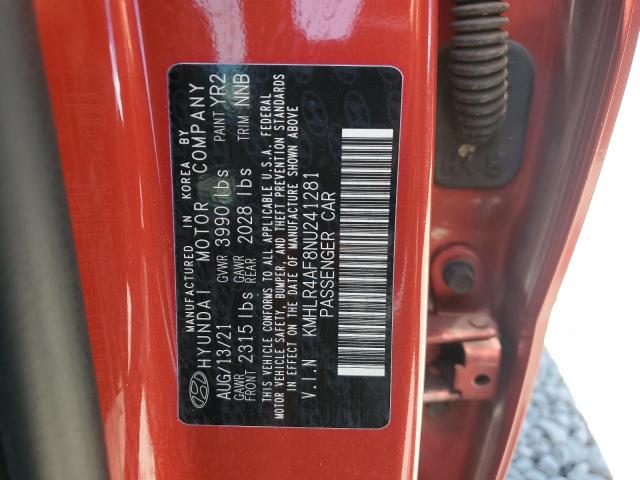 MANUFACTURED IN KOREA BY
HYUNDAI MOTOR COMPANY
AUG/13/21 GVWR 3990 lbs PAINT YR2
GAWR FRONT 2315 lbs GAWR REAR 2028 lbs TRIM NNB
THIS VEHICLE CONFORMS TO ALL APPLICABLE U.S.A. FEDERAL
MOTOR VEHICLE SAFETY, BUMPER, AND THEFT PREVENTION STANDARDS
IN EFFECT ON THE DATE OF MANUFACTURE SHOWN ABOVE
V.I.N KMHLR4AF8NU241281
PASSENGER CAR